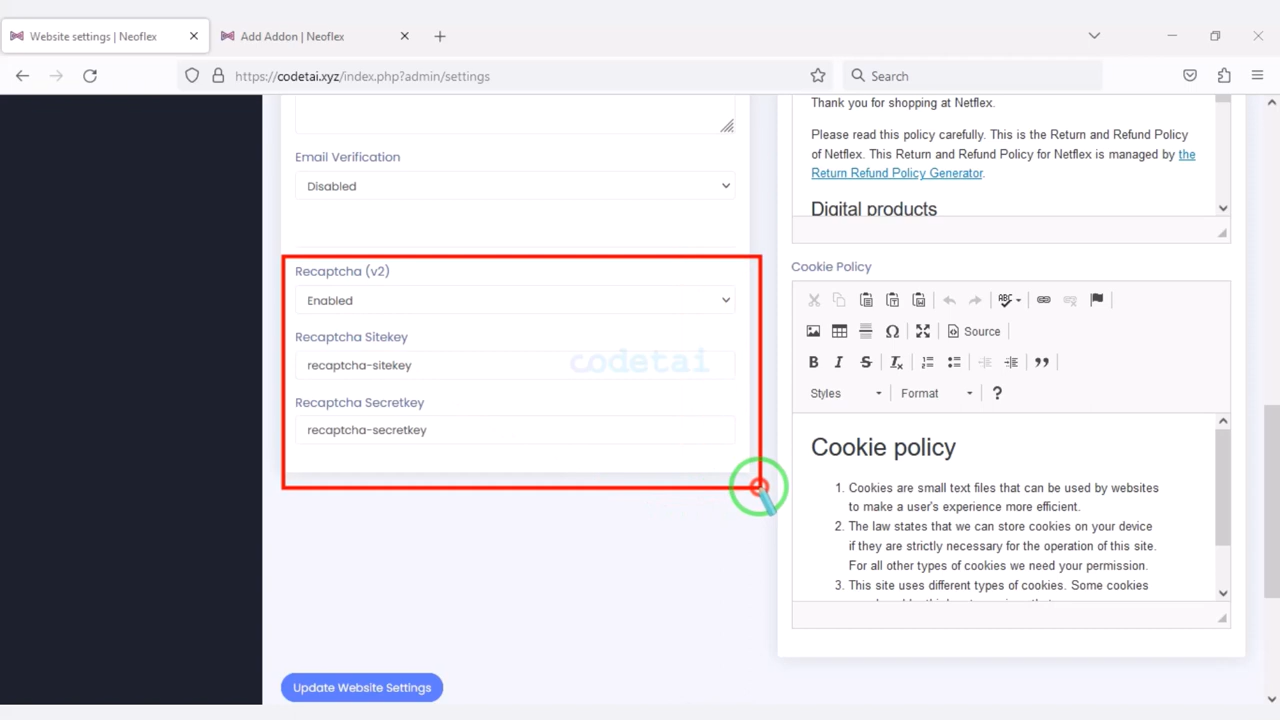 Website settings | Neoflex
Add Addon | Neoflex
https://codetai.xyz/index.php?admin/settings
Search
Email Verification
Disabled
Recaptcha (v2)
Enabled
Recaptcha Sitekey
recaptcha-sitekey
codetai
Recaptcha Secretkey
recaptcha-secretkey
Update Website Settings
Thank you for shopping at Netflex.
Please read this policy carefully. This is the Return and Refund Policy
of Netflex. This Return and Refund Policy for Netflex is managed by the
Return Refund Policy Generator.
Digital products
Cookie Policy
ABC
Source
B I S Tx
Styles Format ?
Cookie policy
1. Cookies are small text files that can be used by websites
to make a user's experience more efficient.
2. The law states that we can store cookies on your device
if they are strictly necessary for the operation of this site.
For all other types of cookies we need your permission.
3. This site uses different types of cookies. Some cookies